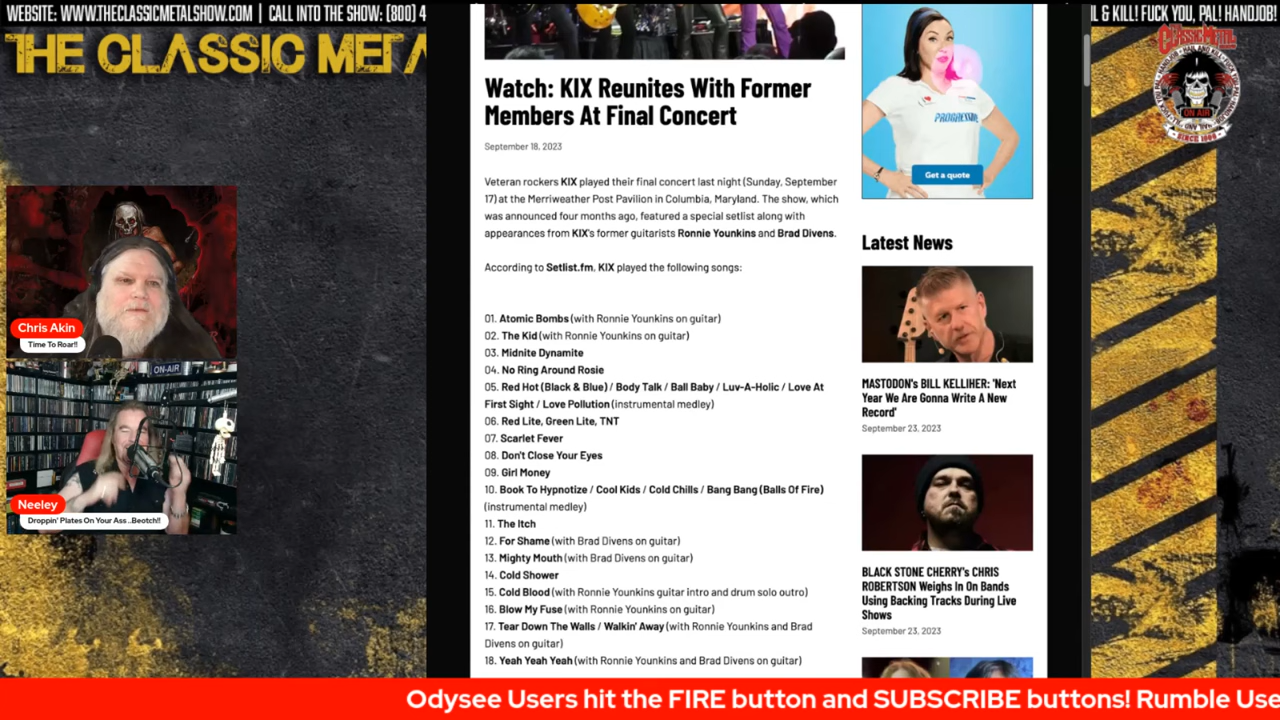 WEBSITE: WWW.THECLASSICMETALSHOW.COM | CALL INTO THE SHOW: (800) 4
L & KILL! FUCK YOU, PAL! HANDJOB!
THE CLASSIC META
ON AIR
SINCE 1996
Chris Akin
Time To Roar!!
ON-AIR
Neeley
Droppin' Plates On Your Ass ..Beotch!!
Watch: KIX Reunites With Former
Members At Final Concert
September 18, 2023
Veteran rockers KIX played their final concert last night (Sunday, September
17) at the Merriweather Post Pavilion in Columbia, Maryland. The show, which
was announced four months ago, featured a special setlist along with
appearances from KIX's former guitarists Ronnie Younkins and Brad Divens.
According to Setlist.fm, KIX played the following songs:
01. Atomic Bombs (with Ronnie Younkins on guitar)
02. The Kid (with Ronnie Younkins on guitar)
03. Midnite Dynamite
04. No Ring Around Rosie
05. Red Hot (Black & Blue) / Body Talk / Ball Baby / Luv-A-Holic / Love At
First Sight / Love Pollution (instrumental medley)
06. Red Lite, Green Lite, TNT
07. Scarlet Fever
08. Don't Close Your Eyes
09. Girl Money
10. Book To Hypnotize / Cool Kids / Cold Chills / Bang Bang (Balls Of Fire)
(instrumental medley)
11. The Itch
12. For Shame (with Brad Divens on guitar)
13. Mighty Mouth (with Brad Divens on guitar)
14. Cold Shower
15. Cold Blood (with Ronnie Younkins guitar intro and drum solo outro)
16. Blow My Fuse (with Ronnie Younkins on guitar)
17. Tear Down The Walls / Walkin' Away (with Ronnie Younkins and Brad
Divens on guitar)
18. Yeah Yeah Yeah (with Ronnie Younkins and Brad Divens on guitar)
PROGRESSIVE
Get a quote
Latest News
MASTODON's BILL KELLIHER: 'Next
Year We Are Gonna Write A New
Record'
September 23, 2023
BLACK STONE CHERRY's CHRIS
ROBERTSON Weighs In On Bands
Using Backing Tracks During Live
Shows
September 23, 2023
Odysee Users hit the FIRE button and SUBSCRIBE buttons! Rumble Use